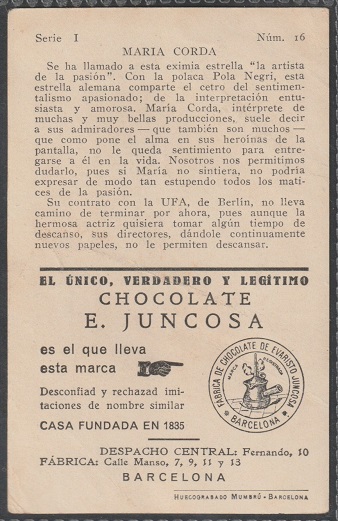 Serie I Núm. 16
MARIA CORDA
Se ha llamado a esta eximia estrella "la artista
de la pasión". Con la polaca Pola Negri, esta
estrella alemana comparte el cetro del sentimen-
talismo apasionado; de la interpretación entu-
siasta y amorosa. María Corda, intérprete de
muchas y muy bellas producciones, suele decir
a sus admiradores — que también son muchos —
que como pone el alma en sus heroínas de la
pantalla, no le queda sentimiento para entre-
garse a él en la vida. Nosotros nos permitimos
dudarlo, pues si María no sintiera, no podría
expresar de modo tan estupendo todos los mati-
ces de la pasión.
Su contrato con la UFA, de Berlín, no lleva
camino de terminar por ahora, pues aunque la
hermosa actriz quisiera tomar algún tiempo de
descanso, sus directores, dándole continuamente
nuevos papeles, no le permiten descansar.
EL ÚNICO, VERDADERO Y LEGÍTIMO
CHOCOLATE
E. JUNCOSA
es el que lleva
esta marca
FÁBRICA DE CHOCOLATE DE EVARISTO JUNCOSA
BARCELONA
MARCA
Desconfiad y rechazad imi-
taciones de nombre similar
CASA FUNDADA EN 1835
DESPACHO CENTRAL: Fernando, 10
FÁBRICA: Calle Manso, 7, 9, 11 y 13
BARCELONA
HUECOGRABADO MUMBRÚ - BARCELONA